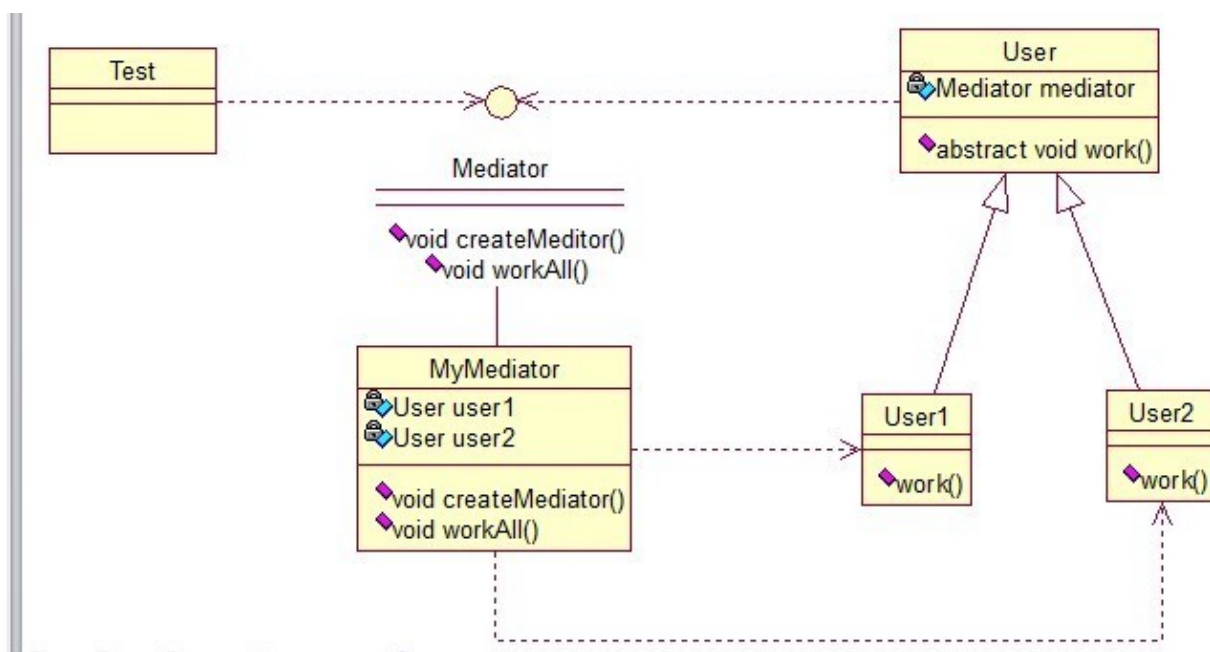 Test
User
Mediator mediator
abstract void work()
Mediator
void createMeditor()
void workAll()
MyMediator
User user1
User user2
void createMediator()
void workAll()
User1
work()
User2
work()